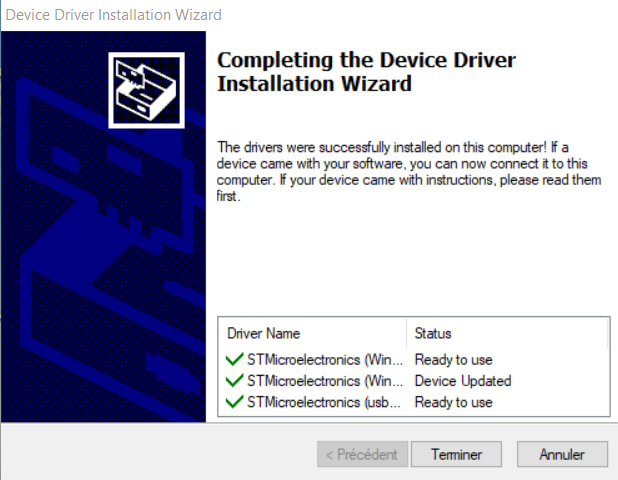 Device Driver Installation Wizard
Completing the Device Driver
Installation Wizard
The drivers were successfully installed on this computer! If a
device came with your software, you can now connect it to this
computer. If your device came with instructions, please read them
first.
Driver Name Status
STMicroelectronics (Win... Ready to use
STMicroelectronics (Win... Device Updated
STMicroelectronics (usb... Ready to use
< Précédent Terminer Annuler